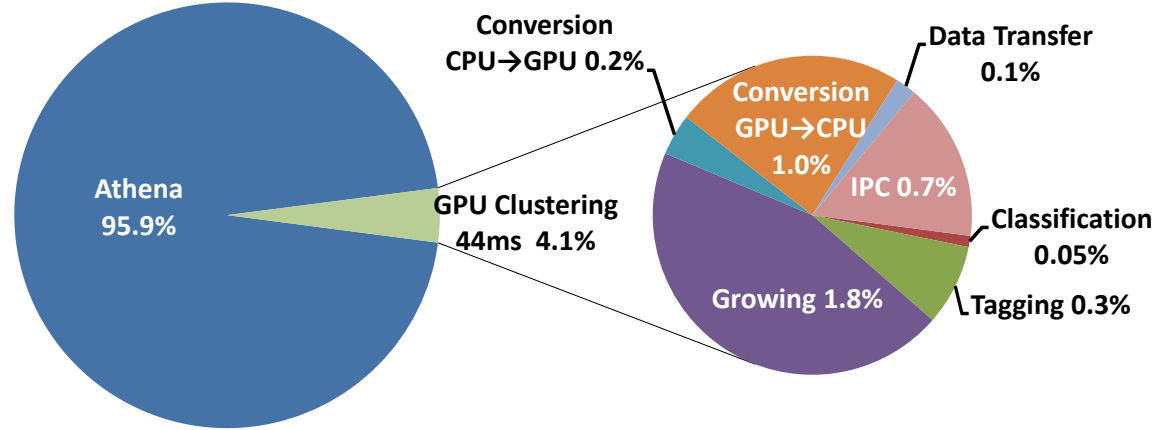 Athena
95.9%
GPU Clustering
44ms  4.1%
Conversion
CPU→GPU 0.2%
Conversion
GPU→CPU
1.0%
Data Transfer
0.1%
IPC 0.7%
Classification
0.05%
Tagging 0.3%
Growing 1.8%